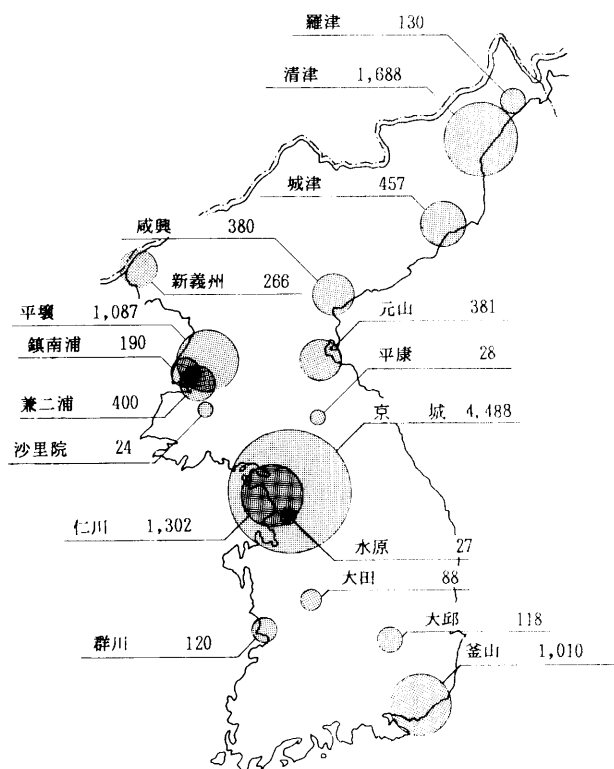 羅津 130
清津 1,688
城津 457
咸興 380
新義州 266
平壌 1,087
元山 381
鎮南浦 190
平康 28
兼二浦 400
京城 4,488
沙里院 24
仁川 1,302
水原 27
大田 88
大邱 118
群川 120
釜山 1,010